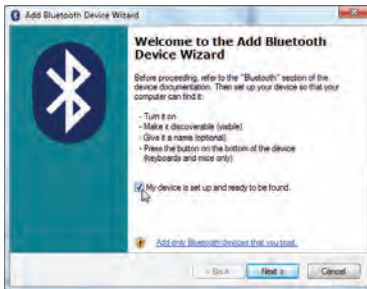 Add Bluetooth Device Wizard
Welcome to the Add Bluetooth
Device Wizard
Before proceeding, refer to the "Bluetooth" section of the
device documentation. Then set up your device so that your
computer can find it:
- Turn it on
- Make it discoverable (visible)
- Give it a name (optional)
- Press the button on the bottom of the device
(keyboards and mice only)
My device is set up and ready to be found.
Add only Bluetooth devices that you trust.
< Back Next > Cancel